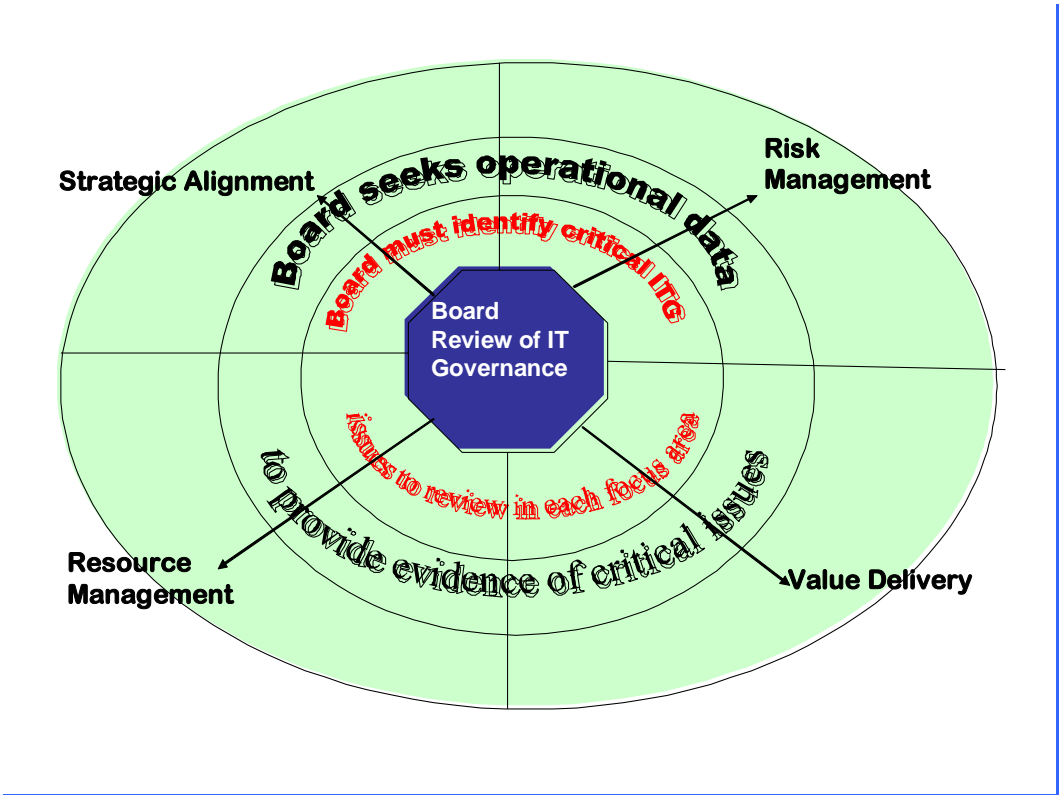 Strategic Alignment
Risk
Management
Board seeks operational data
Board must identify critical ITG
Board
Review of IT
Governance
issues to review in each focus area
to provide evidence of critical issues
Resource
Management
Value Delivery